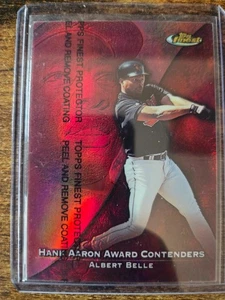 Topps
Finest
TOPPS FINEST PROTECTOR
PEEL AND REMOVE COATING
TOPPS FINEST PROTECTOR
PEEL AND REMOVE COATING
HANK AARON AWARD CONTENDERS
ALBERT BELLE